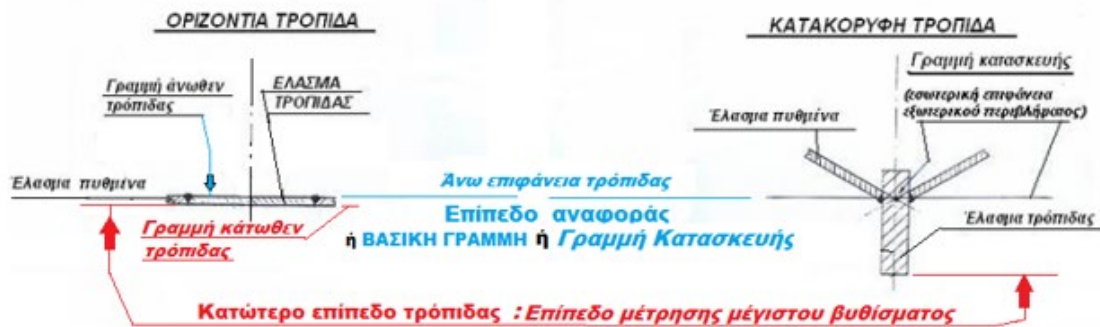 ΟΡΙΖΟΝΤΙΑ ΤΡΟΠΙΔΑ
Γραμμή άνωθεν
τρόπιδας
ΕΛΑΣΜΑ
ΤΡΟΠΙΔΑΣ
Έλασμα πυθμένα
Γραμμή κάτωθεν
τρόπιδας
Άνω επιφάνεια τρόπιδας
Επίπεδο αναφοράς
ή ΒΑΣΙΚΗ ΓΡΑΜΜΗ ή Γραμμή Κατασκευής
ΚΑΤΑΚΟΡΥΦΗ ΤΡΟΠΙΔΑ
Γραμμή κατασκευής
(εσωτερική επιφάνεια
εξωτερικού περιβλήματος)
Έλασμα πυθμένα
Έλασμα τρόπιδας
Κατώτερο επίπεδο τρόπιδας : Επίπεδο μέτρησης μέγιστου βυθίσματος